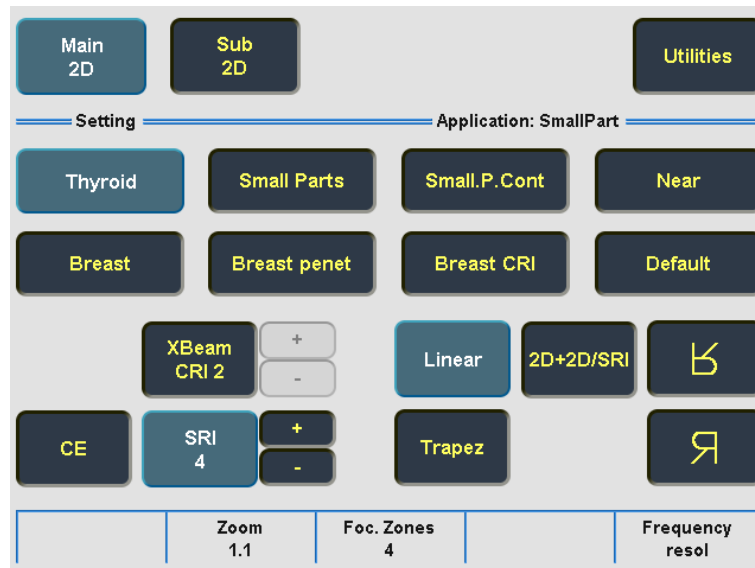 Main
2D
Sub
2D
Utilities
Setting
Application: SmallPart
Thyroid
Small Parts
Small.P.Cont
Near
Breast
Breast penet
Breast CRI
Default
XBeam
CRI 2
+
-
Linear
2D+2D/SRI
R
CE
SRI
4
+
-
Trapez
R
Zoom
1.1
Foc. Zones
4
Frequency
resol